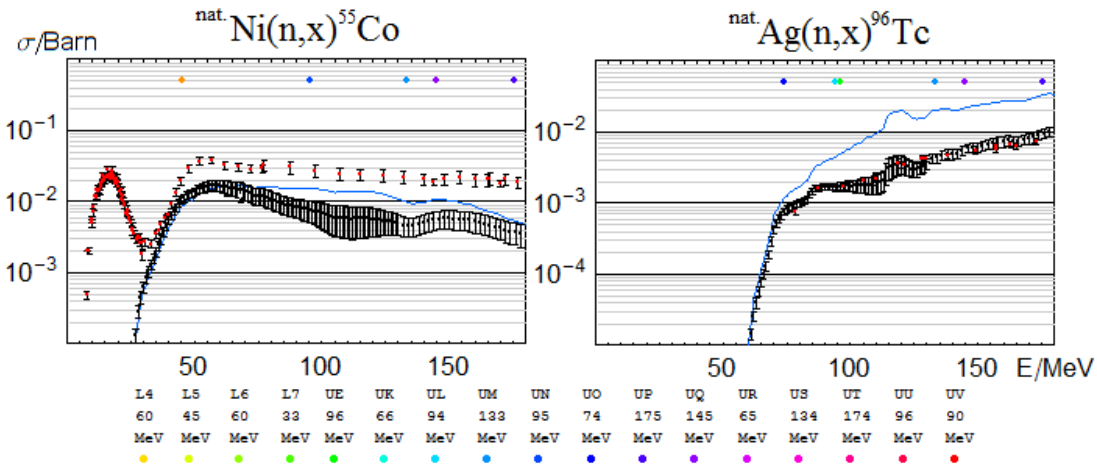 nat. Ni(n,x)55Co
nat. Ag(n,x)96Tc
σ/Barn
10-1
10-2
10-3
10-2
10-3
10-4
50 100 150
50 100 150 E/MeV
L4 L5 L6 L7 UE UK UL UM UN UO UP UQ UR US UT UU UV
60 45 60 33 96 66 94 133 95 74 175 145 65 134 174 96 90
MeV MeV MeV MeV MeV MeV MeV MeV MeV MeV MeV MeV MeV MeV MeV MeV MeV